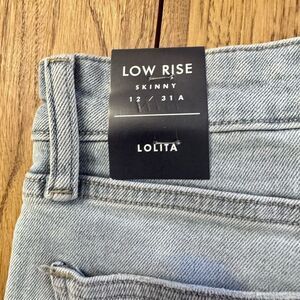 LOW RISE
SKINNY
12 / 31 A
LOLITA